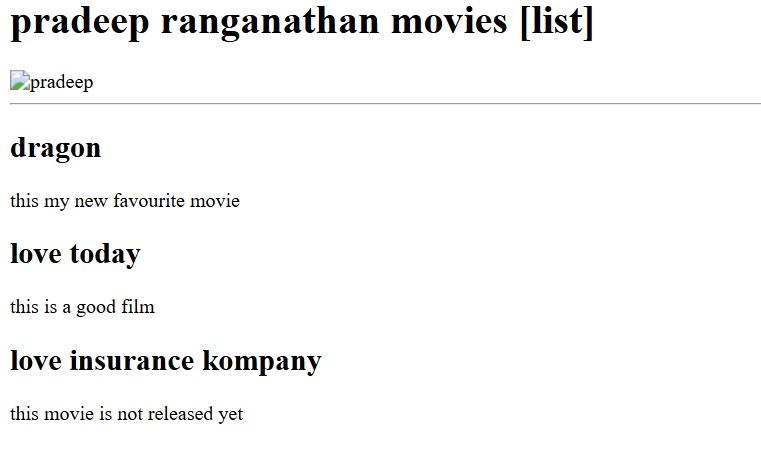 pradeep ranganathan movies [list]
pradeep
dragon
this my new favourite movie
love today
this is a good film
love insurance kompany
this movie is not released yet